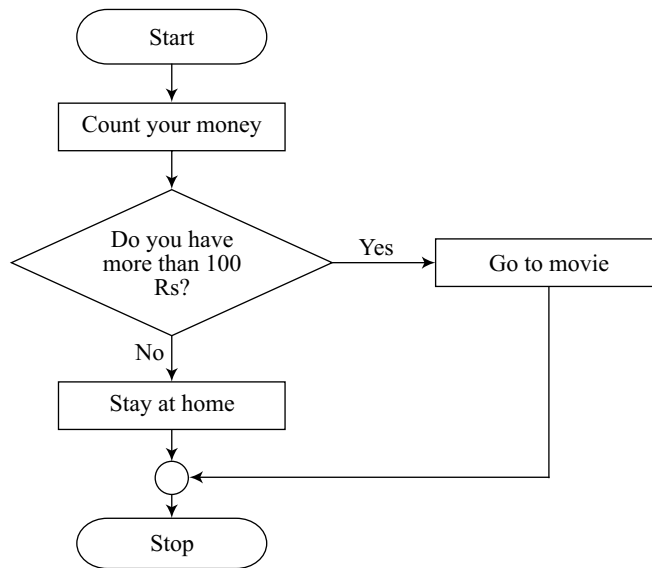 Start
Count your money
Do you have
more than 100
Rs?
Yes
Go to movie
No
Stay at home
Stop